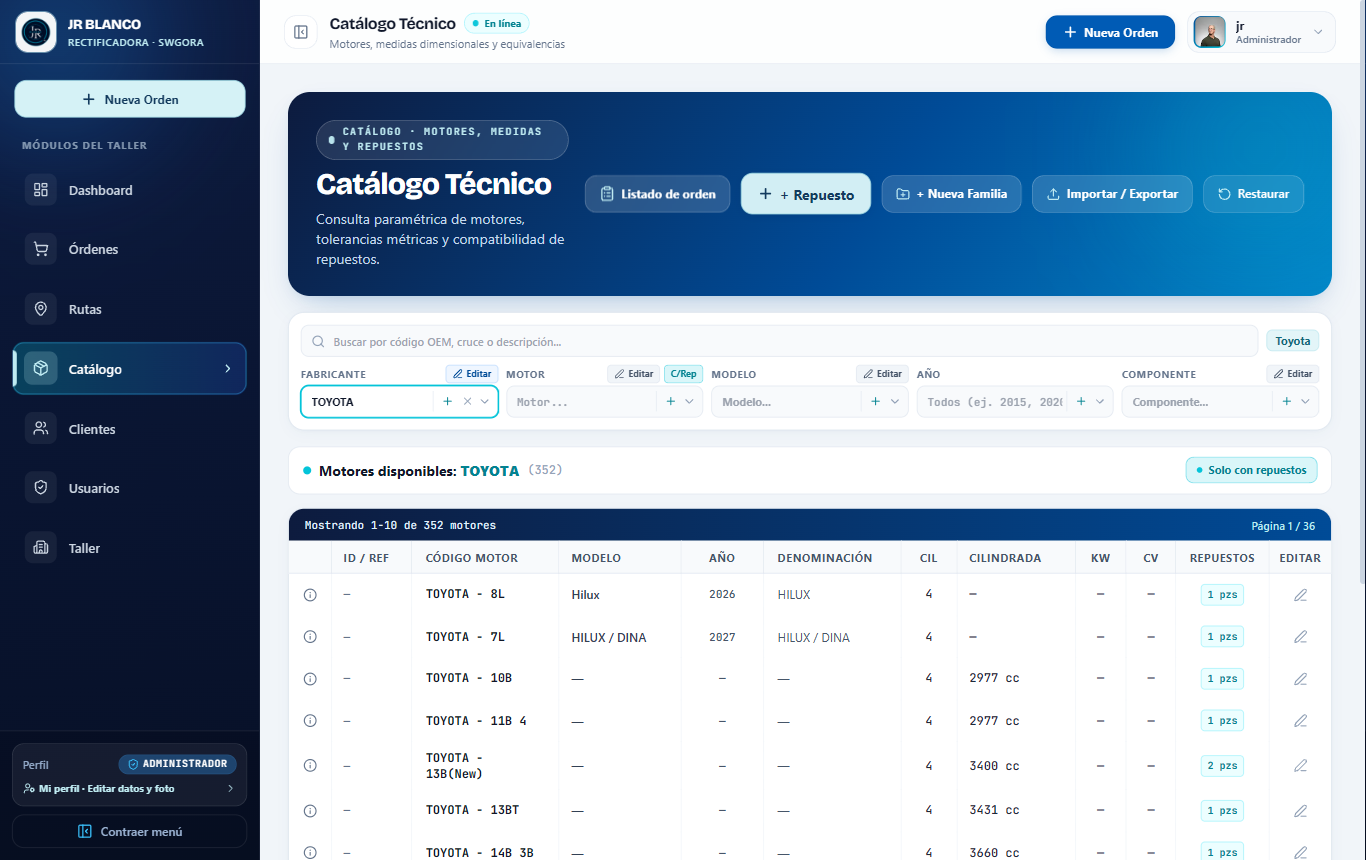 JR BLANCO
RECTIFICADORA · SWGORA
+ Nueva Orden
MÓDULOS DEL TALLER
Dashboard
Órdenes
Rutas
Catálogo
Clientes
Usuarios
Taller
Perfil
ADMINISTRADOR
Mi perfil · Editar datos y foto
Contraer menú
Catálogo Técnico
En línea
Motores, medidas dimensionales y equivalencias
+ Nueva Orden
jr
Administrador
CATÁLOGO · MOTORES, MEDIDAS
Y REPUESTOS
Catálogo Técnico
Consulta paramétrica de motores,
tolerancias métricas y compatibilidad de
repuestos.
Listado de orden
+ + Repuesto
+ Nueva Familia
Importar / Exportar
Restaurar
Buscar por código OEM, cruce o descripción...
Toyota
FABRICANTE Editar MOTOR Editar C/Rep MODELO Editar AÑO COMPONENTE Editar
TOYOTA + × Motor... + Modelo... + Todos (ej. 2015, 2020 + Componente... +
Motores disponibles: TOYOTA (352)
Solo con repuestos
Mostrando 1-10 de 352 motores
Página 1 / 36
ID / REF CÓDIGO MOTOR MODELO AÑO DENOMINACIÓN CIL CILINDRADA KW CV REPUESTOS EDITAR
— TOYOTA - 8L Hilux 2026 HILUX 4 — — — 1 pzs
— TOYOTA - 7L HILUX / DINA 2027 HILUX / DINA 4 — — — 1 pzs
— TOYOTA - 10B — — — 4 2977 cc — — 1 pzs
— TOYOTA - 11B 4 — — — 4 2977 cc — — 1 pzs
— TOYOTA -
13B(New) — — — 4 3400 cc — — 2 pzs
— TOYOTA - 13BT — — — 4 3431 cc — — 1 pzs
— TOYOTA - 14B 3B — — — 4 3660 cc — — 1 pzs